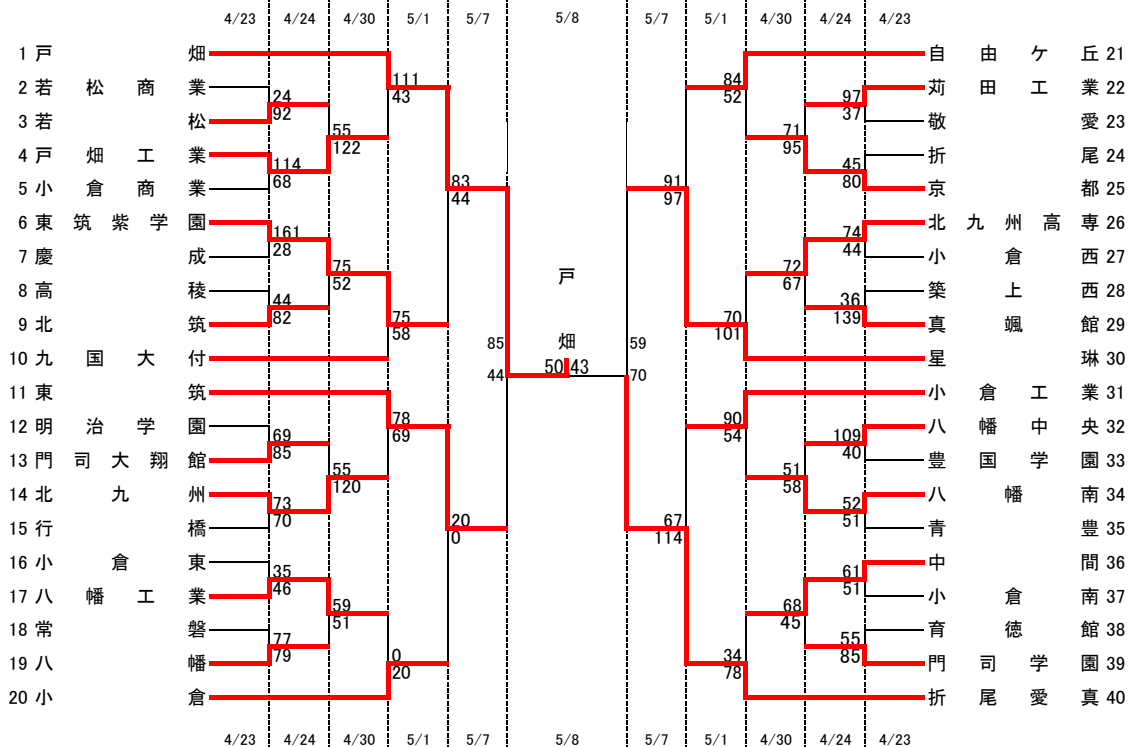 4/23 4/24 4/30 5/1 5/7 5/8 5/7 5/1 4/30 4/24 4/23
1 戸畑
2 若松商業
3 若松
4 戸畑工業
5 小倉商業
6 東筑紫学園
7 慶成
8 高稜
9 北筑
10 九国大付
11 東筑
12 明治学園
13 門司大翔館
14 北九州
15 行橋
16 小倉東
17 八幡工業
18 常磐
19 八幡
20 小倉
24
92
114
68
161
28
44
82
69
85
73
70
35
46
77
79
55
122
75
52
55
120
59
51
111
43
75
58
78
69
0
20
83
44
20
0
85
44
戸畑
50 43
59
70
91
97
67
114
84
52
70
101
90
54
34
78
71
95
72
67
51
58
68
45
97
37
45
80
74
44
36
139
109
40
52
51
61
51
55
85
自由ケ丘 21
苅田工業 22
敬愛 23
折尾 24
京都 25
北九州高専 26
小倉西 27
築上西 28
真颯館 29
星琳 30
小倉工業 31
八幡中央 32
豊国学園 33
八幡南 34
青豊 35
中間 36
小倉南 37
育徳館 38
門司学園 39
折尾愛真 40
4/23 4/24 4/30 5/1 5/7 5/8 5/7 5/1 4/30 4/24 4/23